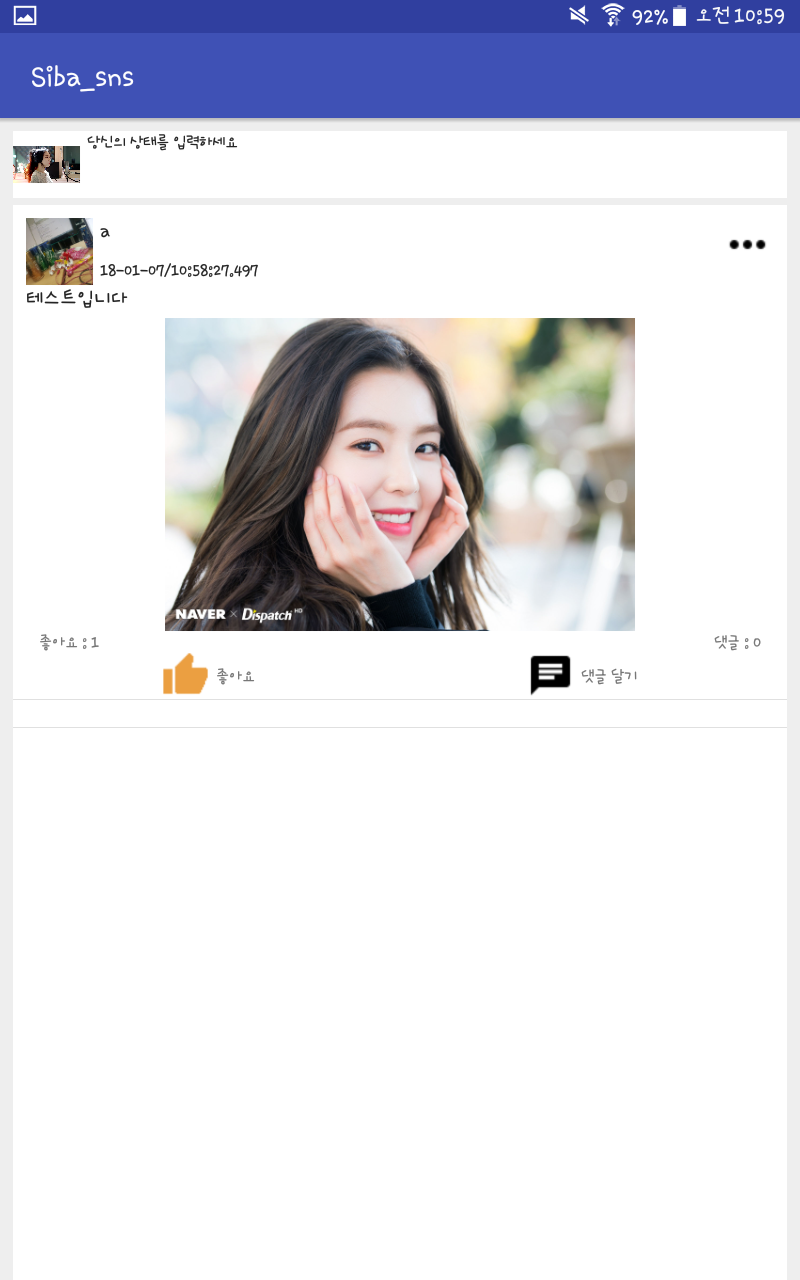 92% 오전 10:59
Siba_sns
당신의 상태를 입력하세요
a
18-01-07/10:58:27.497
테스트입니다
NAVER × Dispatch HD
좋아요 : 1 댓글 : 0
좋아요 댓글 달기